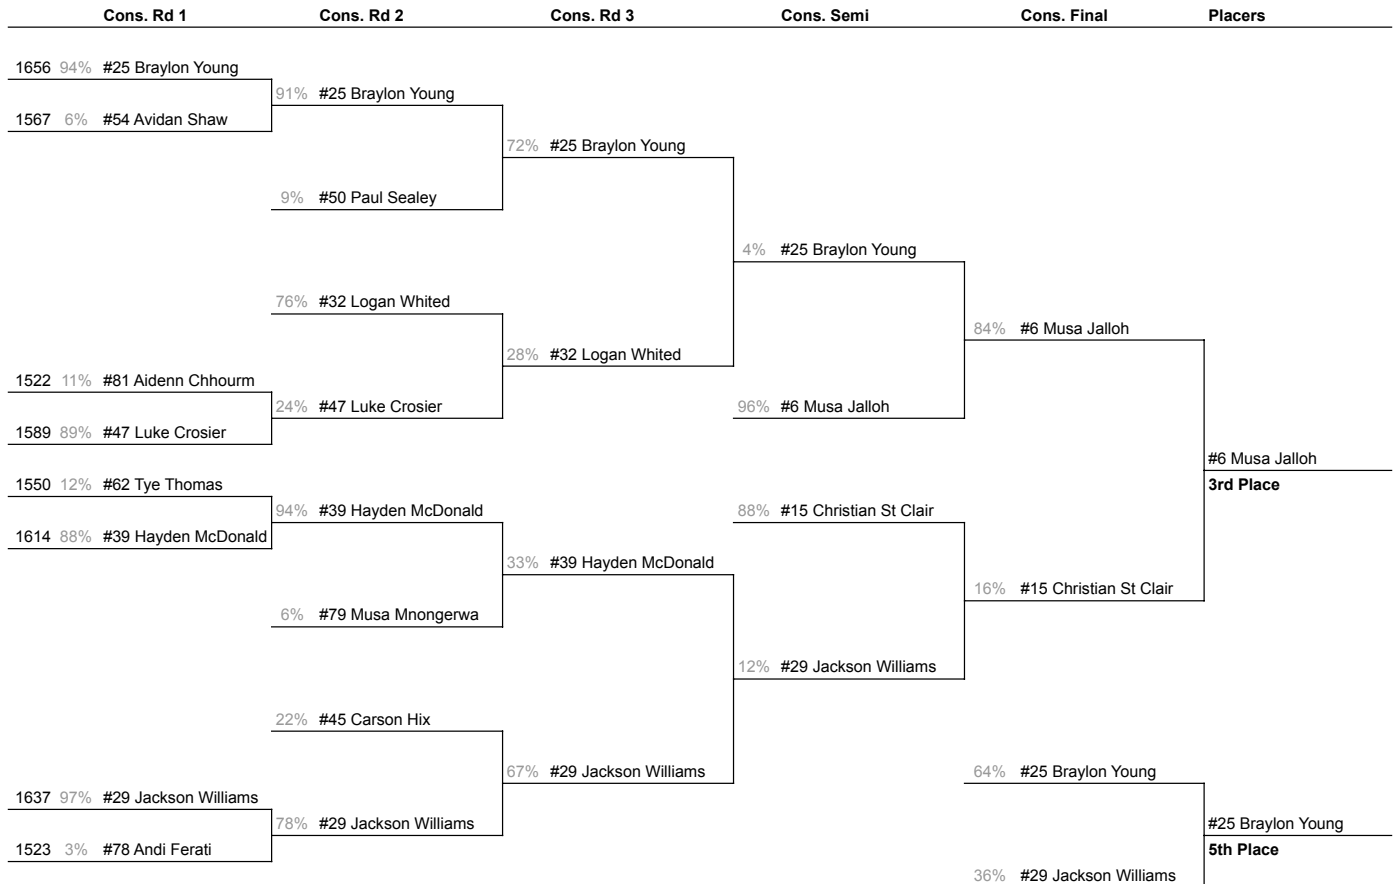 Cons. Rd 1 Cons. Rd 2 Cons. Rd 3 Cons. Semi Cons. Final Placers
1656 94% #25 Braylon Young
91% #25 Braylon Young
1567 6% #54 Avidan Shaw
72% #25 Braylon Young
9% #50 Paul Sealey
4% #25 Braylon Young
76% #32 Logan Whited
84% #6 Musa Jalloh
28% #32 Logan Whited
1522 11% #81 Aidenn Chhourm
24% #47 Luke Crosier
96% #6 Musa Jalloh
1589 89% #47 Luke Crosier
#6 Musa Jalloh
1550 12% #62 Tye Thomas
3rd Place
94% #39 Hayden McDonald
88% #15 Christian St Clair
1614 88% #39 Hayden McDonald
33% #39 Hayden McDonald
16% #15 Christian St Clair
6% #79 Musa Mnongerwa
12% #29 Jackson Williams
22% #45 Carson Hix
67% #29 Jackson Williams
64% #25 Braylon Young
1637 97% #29 Jackson Williams
78% #29 Jackson Williams
#25 Braylon Young
1523 3% #78 Andi Ferati
5th Place
36% #29 Jackson Williams